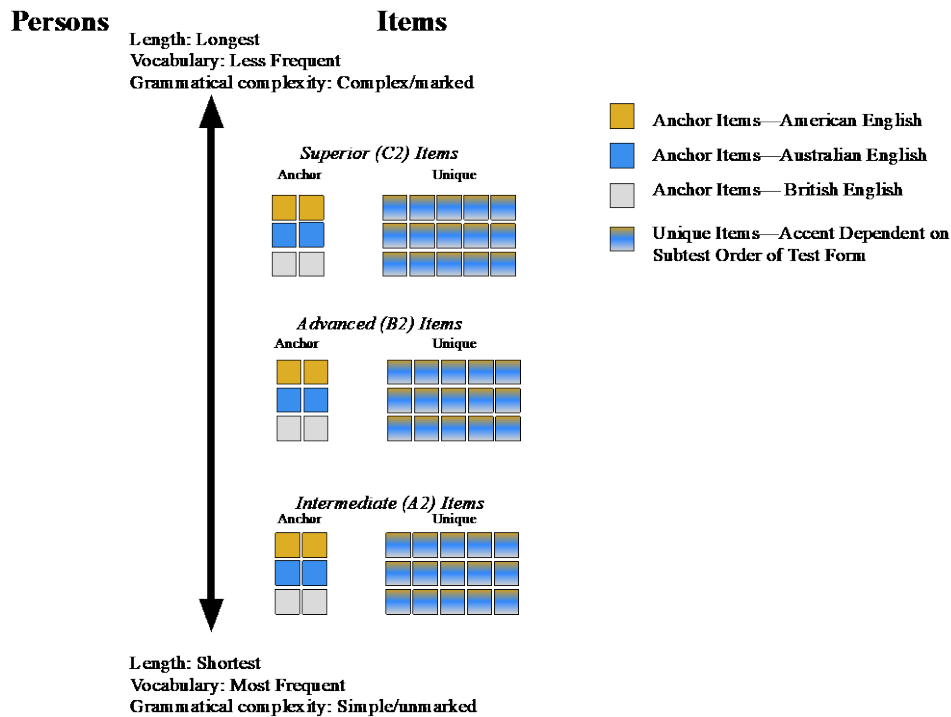 Persons
Items
Length: Longest
Vocabulary: Less Frequent
Grammatical complexity: Complex/marked
Superior (C2) Items
Anchor
Unique
Advanced (B2) Items
Anchor
Unique
Intermediate (A2) Items
Anchor
Unique
Length: Shortest
Vocabulary: Most Frequent
Grammatical complexity: Simple/unmarked
Anchor Items—American English
Anchor Items—Australian English
Anchor Items— British English
Unique Items—Accent Dependent on
Subtest Order of Test Form